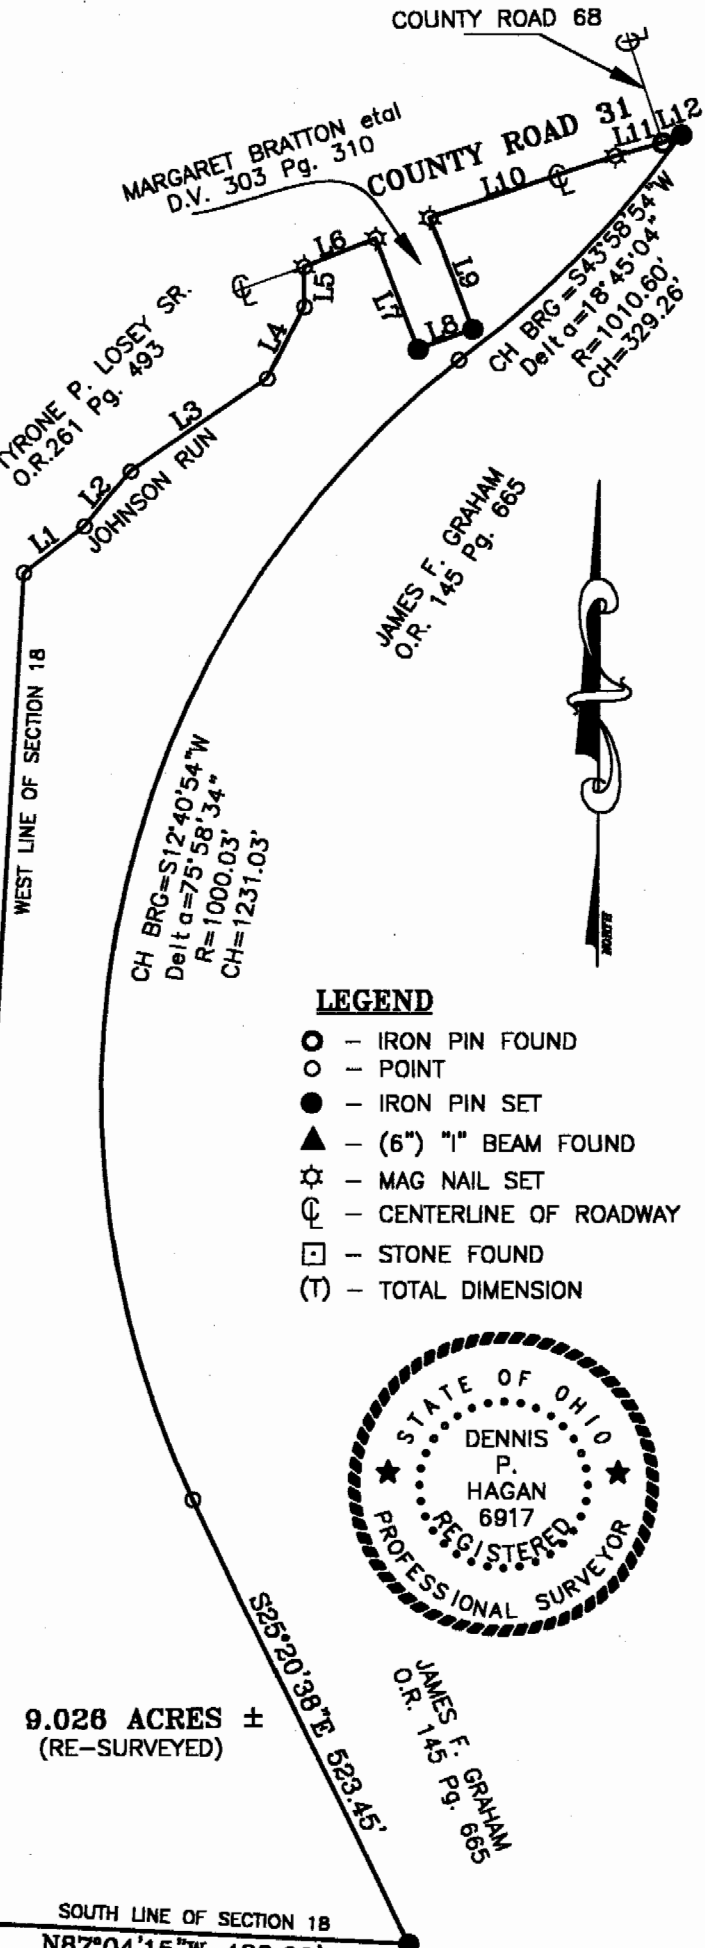 COUNTY ROAD 68
MARGARET BRATTON etal
D.V. 303 Pg. 310
COUNTY ROAD 31
L12
L11
L10
L9
L8
L7
L6
L5
L4
L3
L2
L1
CH BRG =S43°58'54"W
Delta=18°45'04"
R=1010.60'
CH=329.26'
TYRONE P. LOSEY SR.
O.R.261 Pg. 493
JOHNSON RUN
JAMES F. GRAHAM
O.R. 145 Pg. 665
WEST LINE OF SECTION 18
CH BRG=S12°40'54"W
Delta=75°58'34"
R=1000.03'
CH=1231.03'
NORTH
LEGEND
– IRON PIN FOUND
– POINT
– IRON PIN SET
– (6") "I" BEAM FOUND
– MAG NAIL SET
℄ – CENTERLINE OF ROADWAY
– STONE FOUND
(T) – TOTAL DIMENSION
STATE OF OHIO
DENNIS
P.
HAGAN
6917
REGISTERED
PROFESSIONAL SURVEYOR
S25°20'38"E 523.45'
9.026 ACRES ±
(RE-SURVEYED)
JAMES F. GRAHAM
O.R. 145 Pg. 665
SOUTH LINE OF SECTION 18
N87°04'15"W